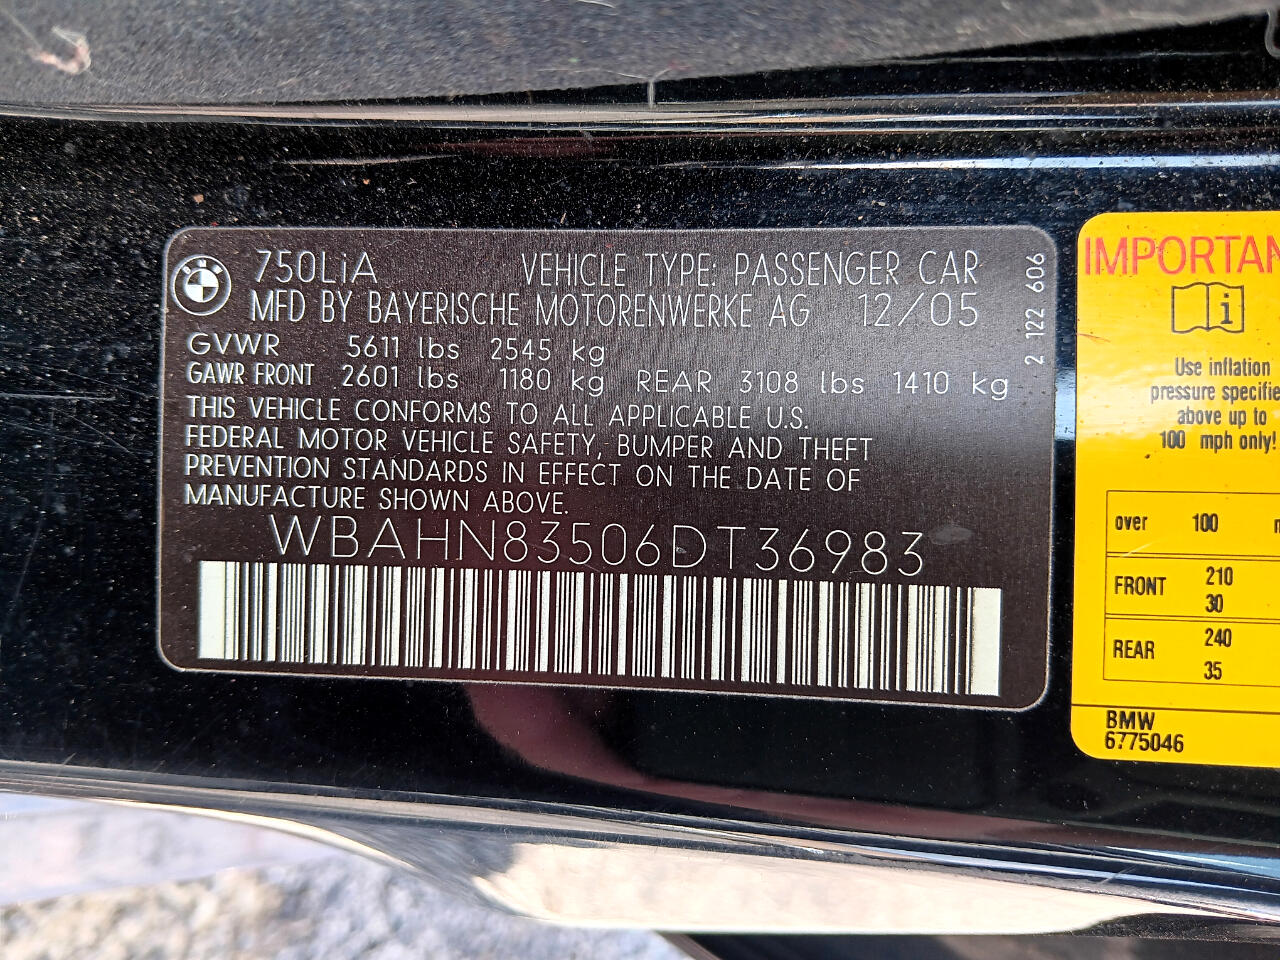 750LiA VEHICLE TYPE: PASSENGER CAR
MFD BY BAYERISCHE MOTORENWERKE AG 12/05
GVWR 5611 lbs 2545 kg
GAWR FRONT 2601 lbs 1180 kg REAR 3108 lbs 1410 kg
THIS VEHICLE CONFORMS TO ALL APPLICABLE U.S.
FEDERAL MOTOR VEHICLE SAFETY, BUMPER AND THEFT
PREVENTION STANDARDS IN EFFECT ON THE DATE OF
MANUFACTURE SHOWN ABOVE.
WBAHN83506DT36983
2 122 606
IMPORTAN
i
Use inflation
pressure specifie
above up to
100 mph only!
over 100 m
FRONT 210
30
REAR 240
35
BMW
6775046